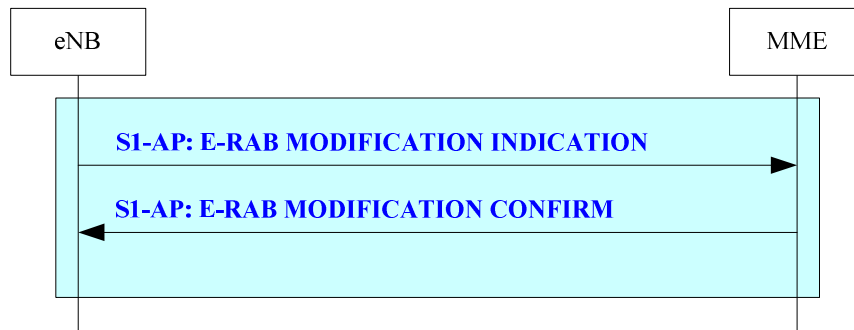 eNB
MME
S1-AP: E-RAB MODIFICATION INDICATION
S1-AP: E-RAB MODIFICATION CONFIRM